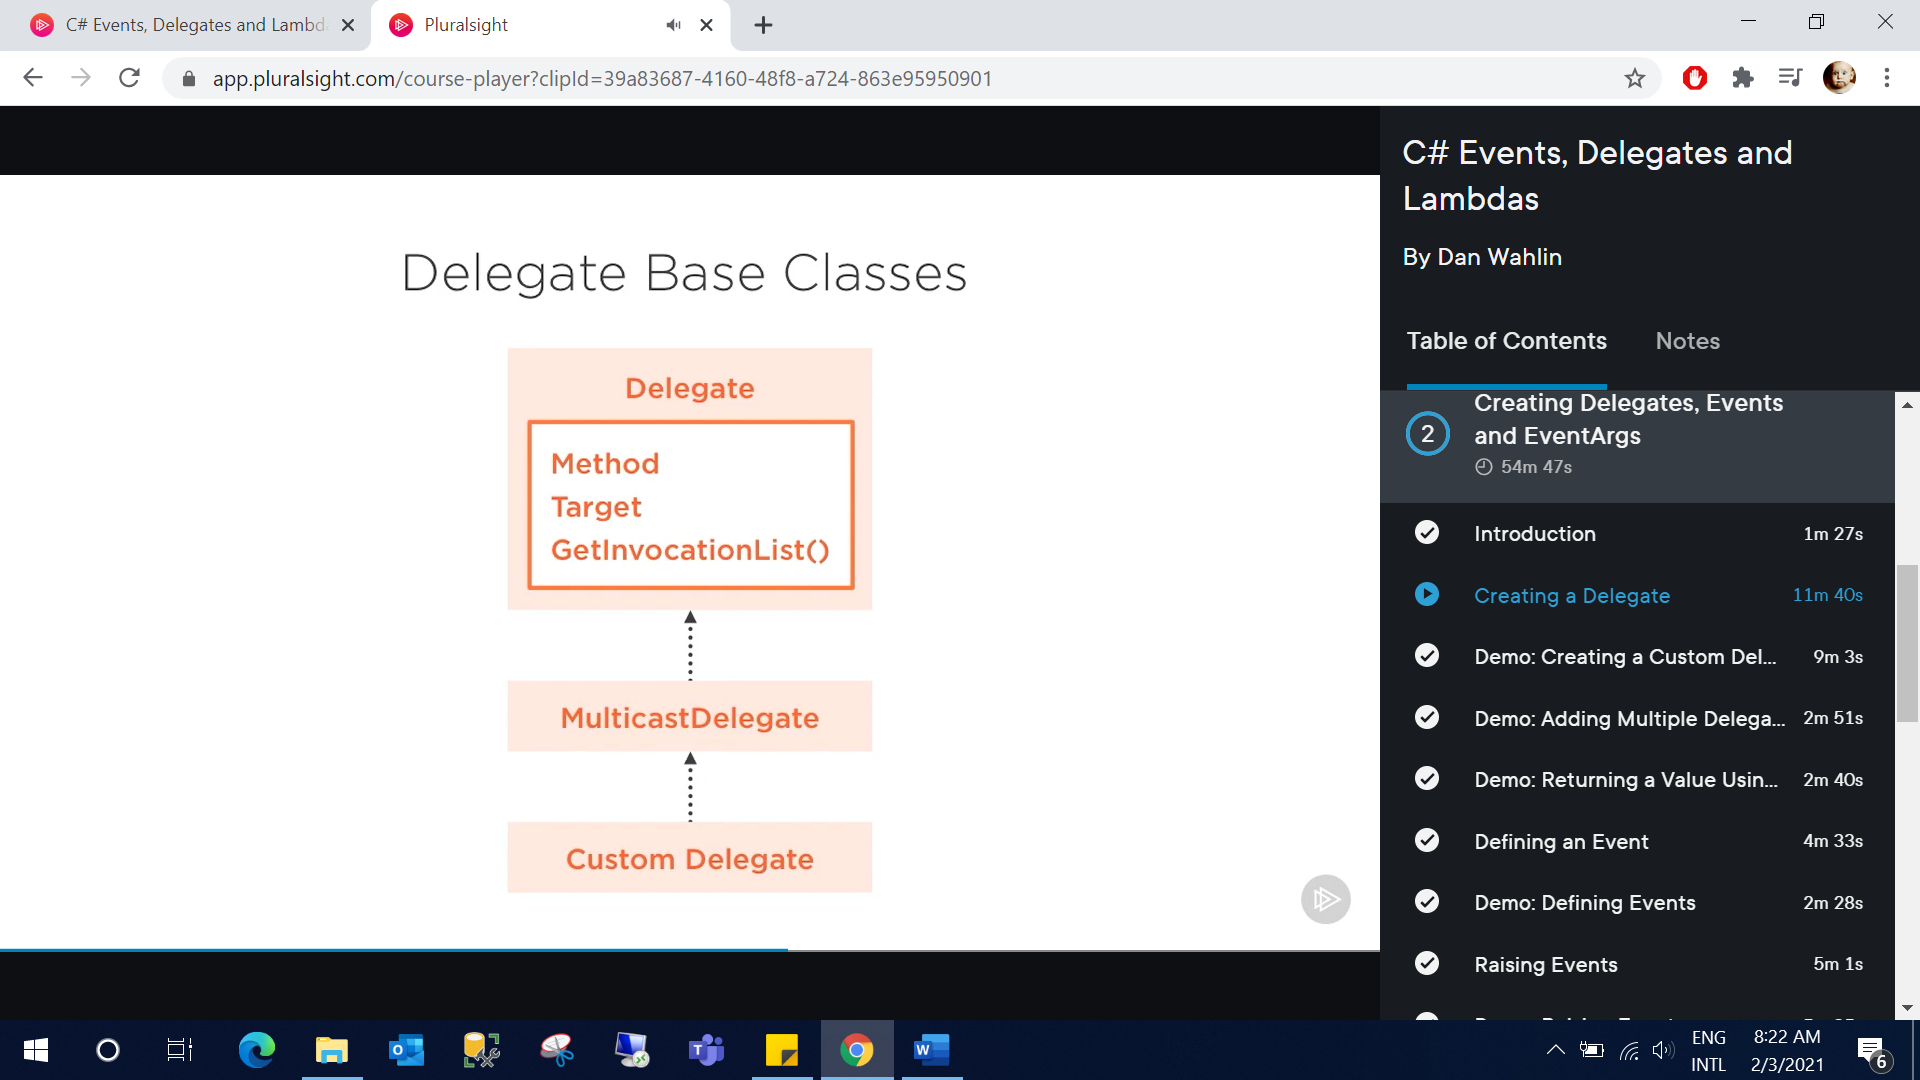 C# Events, Delegates and Lambd
Pluralsight
app.pluralsight.com/course-player?clipId=39a83687-4160-48f8-a724-863e95950901
Delegate Base Classes
Delegate
Method
Target
GetInvocationList()
MulticastDelegate
Custom Delegate
C# Events, Delegates and
Lambdas
By Dan Wahlin
Table of Contents Notes
2
Creating Delegates, Events
and EventArgs
54m 47s
Introduction 1m 27s
Creating a Delegate 11m 40s
Demo: Creating a Custom Del... 9m 3s
Demo: Adding Multiple Delega... 2m 51s
Demo: Returning a Value Usin... 2m 40s
Defining an Event 4m 33s
Demo: Defining Events 2m 28s
Raising Events 5m 1s
ENG
INTL
8:22 AM
2/3/2021
6